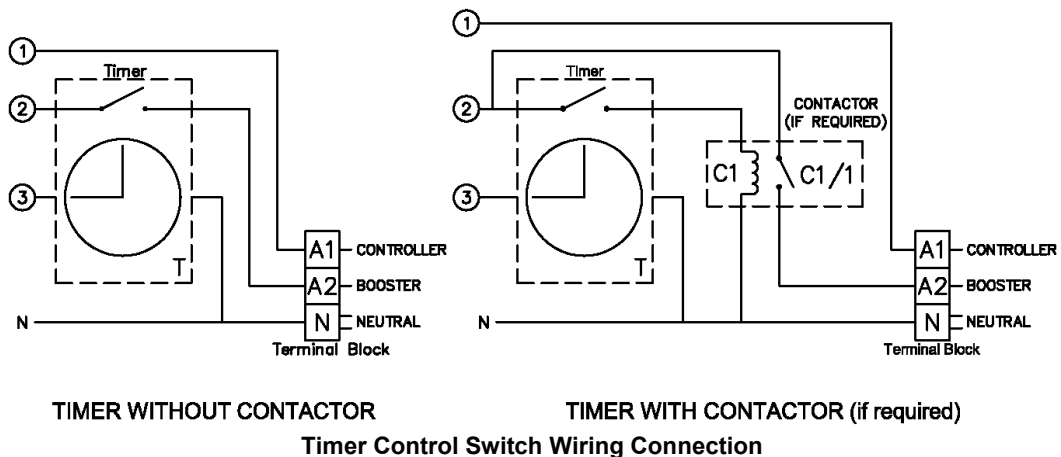 1
Timer
2
3
T
A1 CONTROLLER
A2 BOOSTER
N
N NEUTRAL
Terminal Block
TIMER WITHOUT CONTACTOR
1
Timer
2
CONTACTOR
(IF REQUIRED)
C1
C1/1
3
T
A1 CONTROLLER
A2 BOOSTER
N
N NEUTRAL
Terminal Block
TIMER WITH CONTACTOR (if required)
Timer Control Switch Wiring Connection